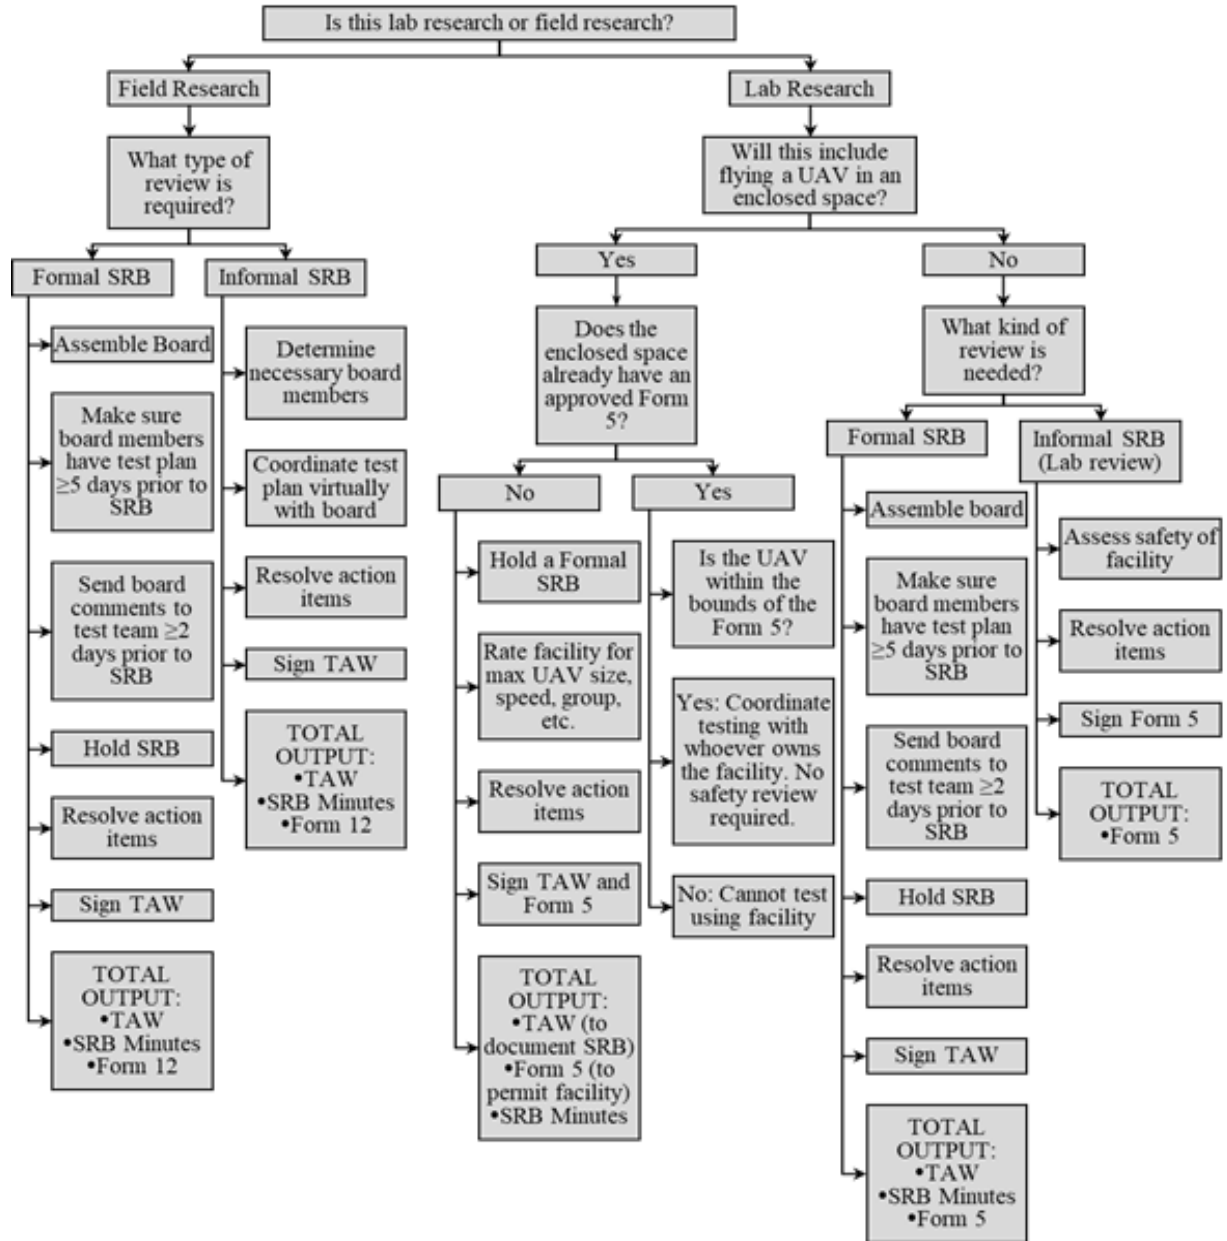 Is this lab research or field research?
Field Research
What type of
review is
required?
Formal SRB
Assemble Board
Make sure
board members
have test plan
≥5 days prior to
SRB
Send board
comments to
test team ≥2
days prior to
SRB
Hold SRB
Resolve action
items
Sign TAW
TOTAL
OUTPUT:
•TAW
•SRB Minutes
•Form 12
Informal SRB
Determine
necessary board
members
Coordinate test
plan virtually
with board
Resolve action
items
Sign TAW
TOTAL
OUTPUT:
•TAW
•SRB Minutes
•Form 12
Lab Research
Will this include
flying a UAV in an
enclosed space?
Yes
Does the
enclosed space
already have an
approved Form
5?
No
Hold a Formal
SRB
Rate facility for
max UAV size,
speed, group,
etc.
Resolve action
items
Sign TAW and
Form 5
TOTAL
OUTPUT:
•TAW (to
document SRB)
•Form 5 (to
permit facility)
•SRB Minutes
Yes
Is the UAV
within the
bounds of the
Form 5?
Yes: Coordinate
testing with
whoever owns
the facility. No
safety review
required.
No: Cannot test
using facility
No
What kind of
review is
needed?
Formal SRB
Assemble board
Make sure
board members
have test plan
≥5 days prior to
SRB
Send board
comments to
test team ≥2
days prior to
SRB
Hold SRB
Resolve action
items
Sign TAW
TOTAL
OUTPUT:
•TAW
•SRB Minutes
•Form 5
Informal SRB
(Lab review)
Assess safety of
facility
Resolve action
items
Sign Form 5
TOTAL
OUTPUT:
•Form 5